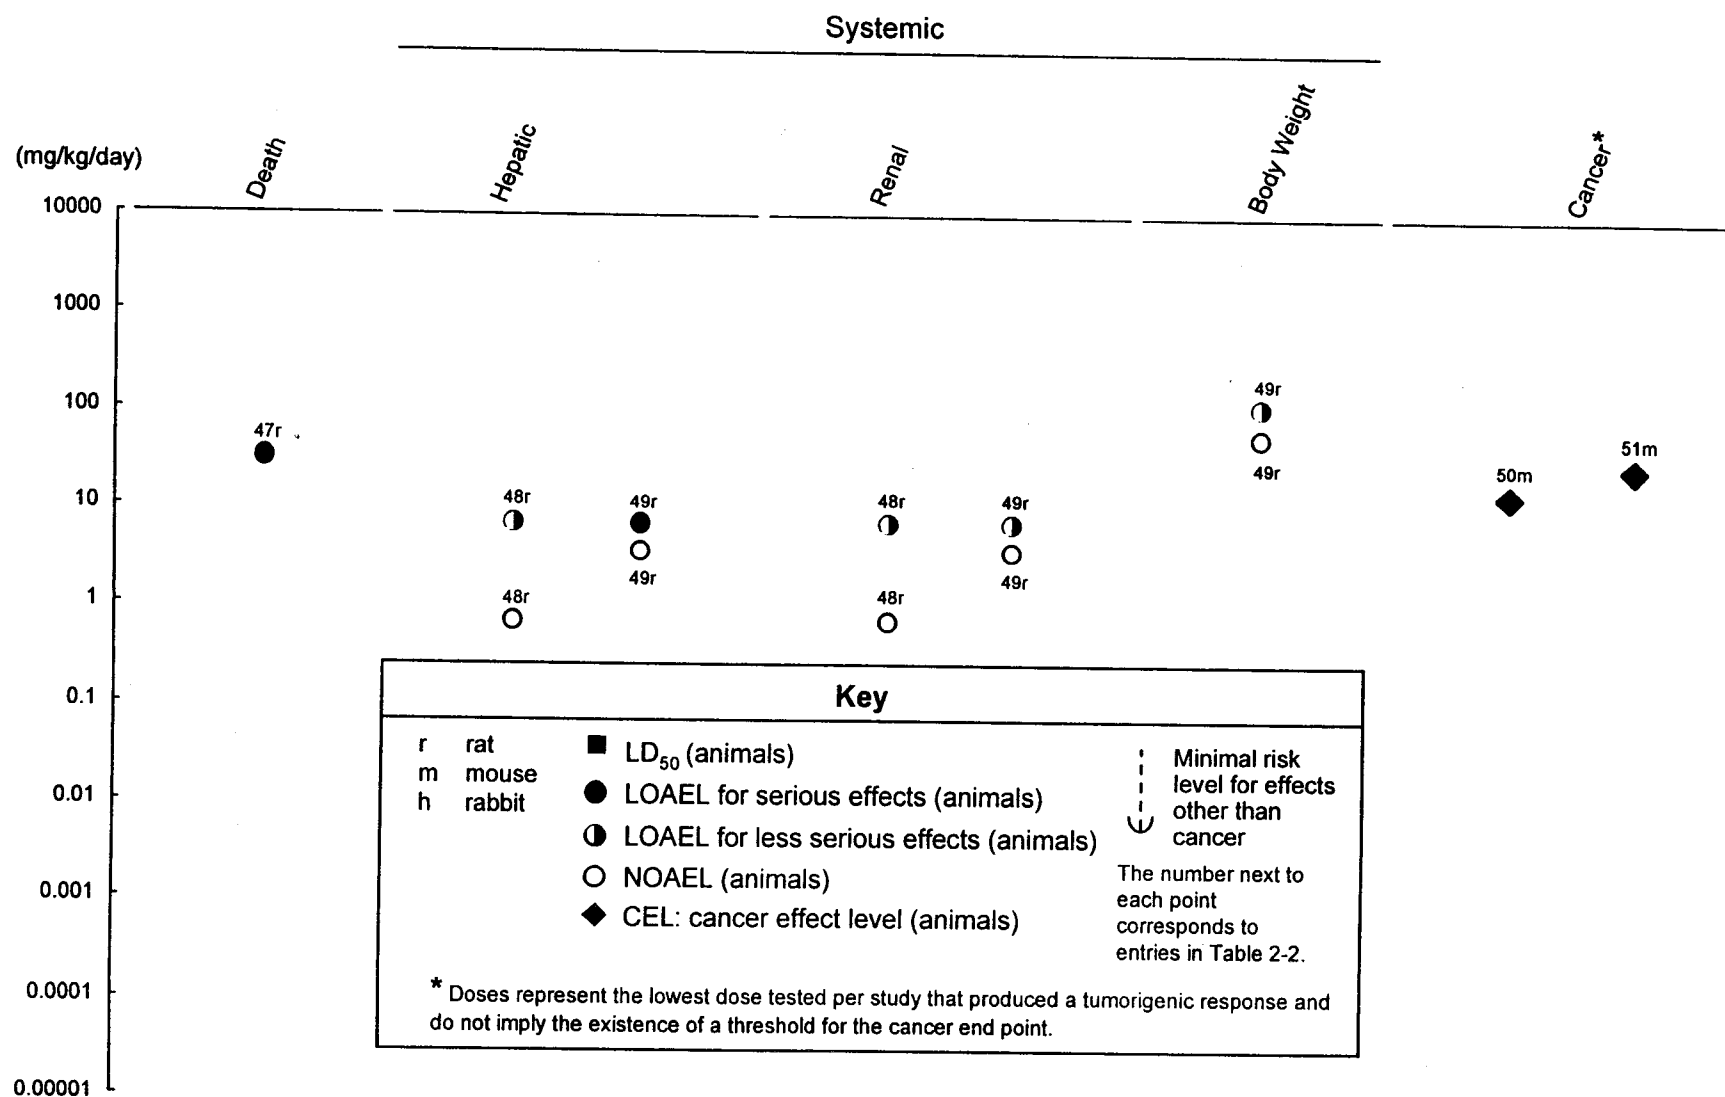 Systemic
(mg/kg/day)
Death
Hepatic
Renal
Body Weight
Cancer*
10000
1000
100
10
1
0.1
0.01
0.001
0.0001
0.00001
47r
48r
48r
49r
49r
48r
48r
49r
49r
49r
49r
50m
51m
Key
r rat
m mouse
h rabbit
LD50 (animals)
LOAEL for serious effects (animals)
LOAEL for less serious effects (animals)
NOAEL (animals)
CEL: cancer effect level (animals)
Minimal risk
level for effects
other than
cancer
The number next to
each point
corresponds to
entries in Table 2-2.
* Doses represent the lowest dose tested per study that produced a tumorigenic response and
do not imply the existence of a threshold for the cancer end point.